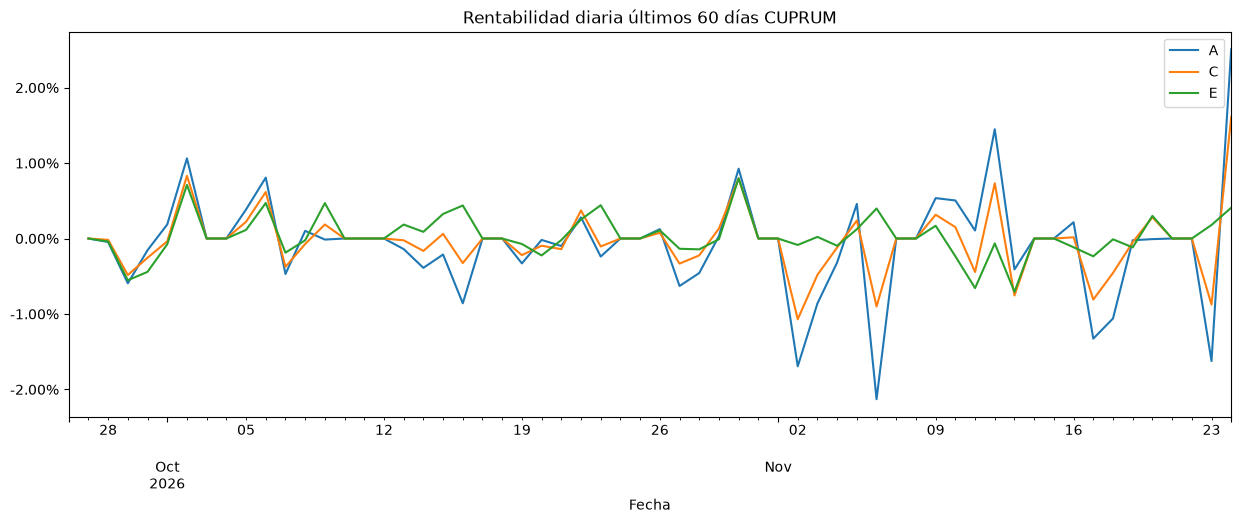 Rentabilidad diaria últimos 60 días CUPRUM
A
C
E
2.00%
1.00%
0.00%
-1.00%
-2.00%
28 05 12 19 26 02 09 16 23
Oct Nov
2026
Fecha